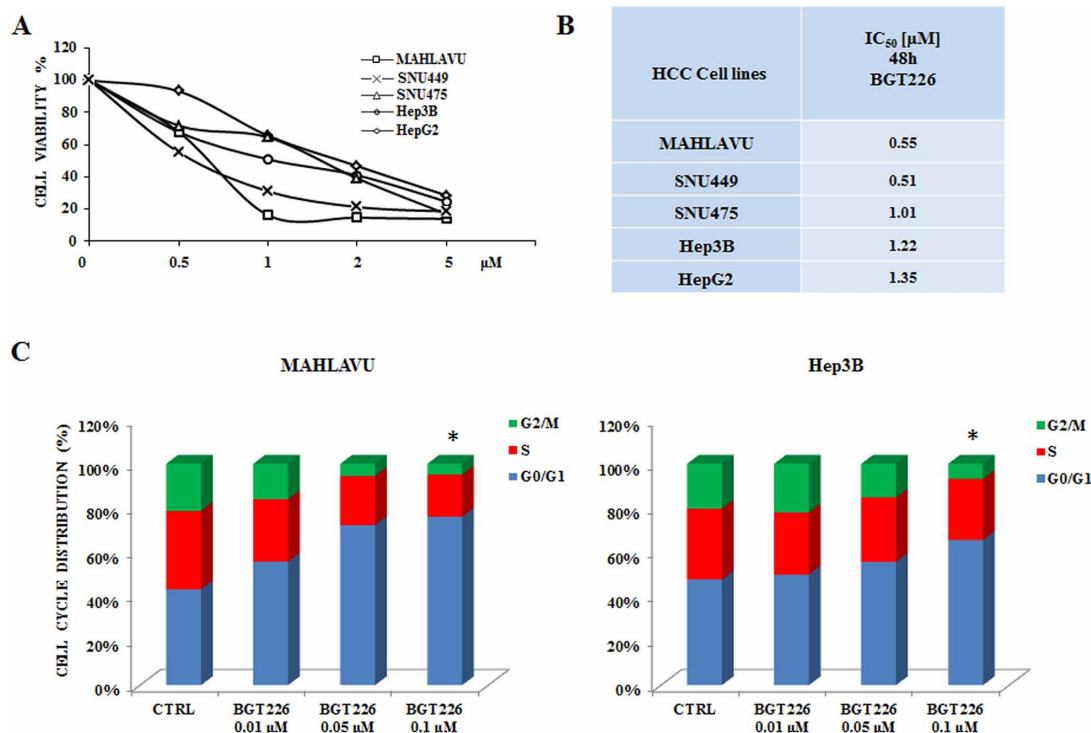 A
120
100
80
60
40
20
0
CELL VIABILITY %
0 0.5 1 2 5 µM
MAHLAVU
SNU449
SNU475
Hep3B
HepG2
B
HCC Cell lines
IC50 [µM]
48h
BGT226
MAHLAVU 0.55
SNU449 0.51
SNU475 1.01
Hep3B 1.22
HepG2 1.35
C
MAHLAVU
CELL CYCLE DISTRIBUTION (%)
120%
100%
80%
60%
40%
20%
0%
*
G2/M
S
G0/G1
CTRL BGT226 BGT226 BGT226
0.01 µM 0.05 µM 0.1 µM
Hep3B
120%
100%
80%
60%
40%
20%
0%
*
G2/M
S
G0/G1
CTRL BGT226 BGT226 BGT226
0.01 µM 0.05 µM 0.1 µM